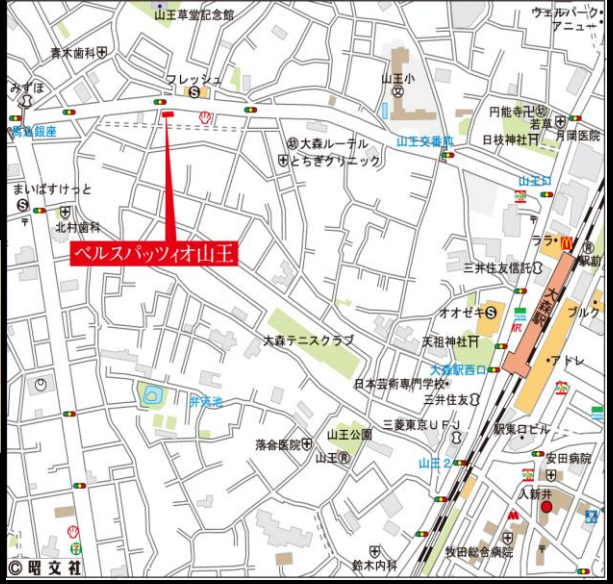 山王草堂記念館
ウェルパーク・
アニュー・
青木歯科
みずほ
フレッシュ
山王小
文
円能寺卍
若草
月岡医院
馬込銀座
大森ルーテル
とちぎクリニック
山王交番前
日枝神社
まいばすけっと
山王口
北村歯科
ベルスパッツィオ山王
ララ・
駅前
三井住友信託
大森駅
オオゼキ
ブルク
大森テニスクラブ
天祖神社
KFC
・アトレ
大森駅西口
日本芸術専門学校・
三井住友
弁天池
三菱東京UFJ
駅東口ビル
山王公園
落合医院
山王
山王2
安田病院
入新井
牧田総合病院
鈴木内科
© 昭文社